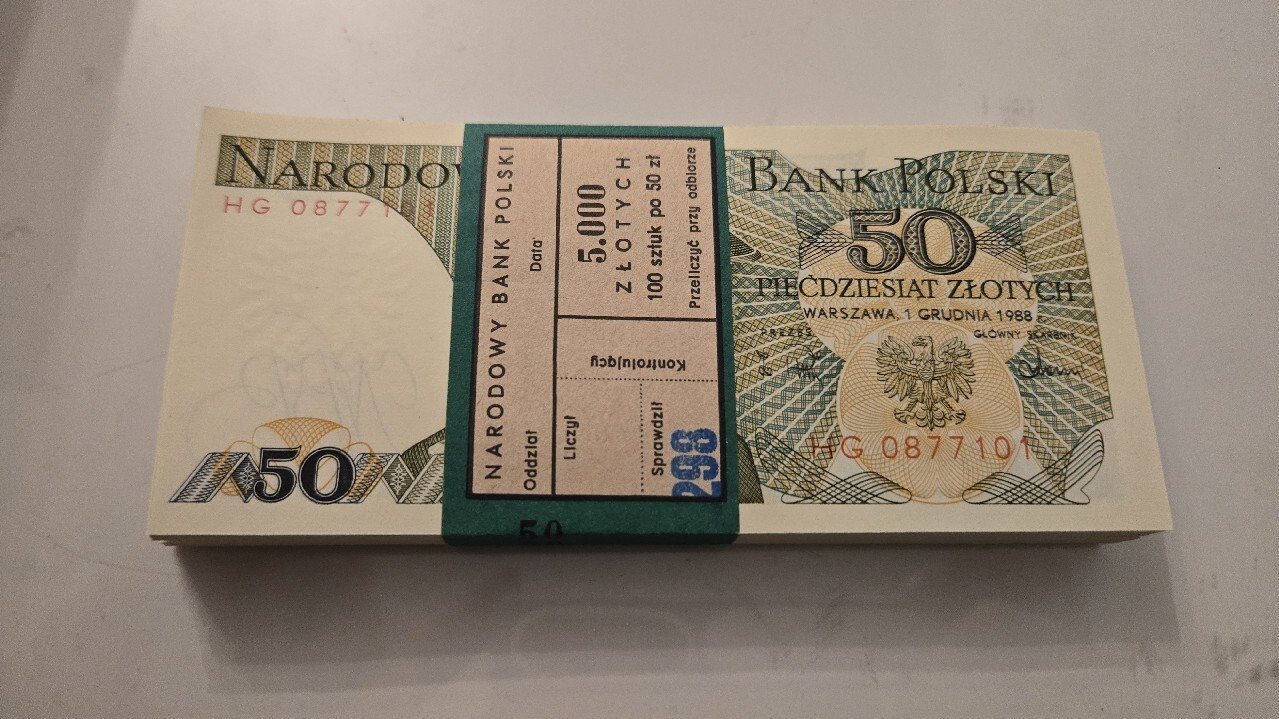 NARODOW
BANK POLSKI
HG 08771
50
50
PIĘĆDZIESIĄT ZŁOTYCH
WARSZAWA, 1 GRUDNIA 1988 r.
PREZES
GŁÓWNY SKARBNIK
HG 0877101
NARODOWY BANK POLSKI
Oddział
Data
5.000
ZŁOTYCH
100 sztuk po 50 zł
Przeliczyć przy odbiorze
Liczył
Kontrolujący
Sprawdził
298
50